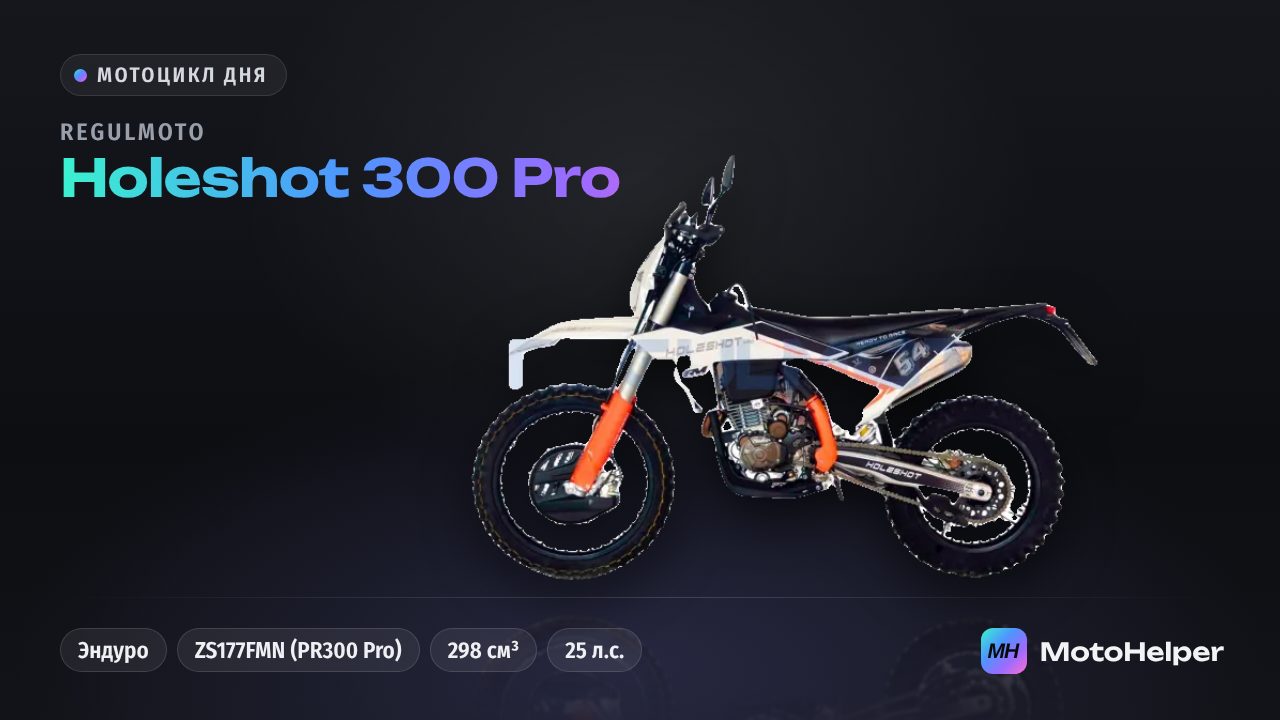 МОТОЦИКЛ ДНЯ
REGULMOTO
Holeshot 300 Pro
HOLESHOT
READY TO RACE
54
HOLESHOT
Эндуро
ZS177FMN (PR300 Pro)
298 см³
25 л.с.
MH MotoHelper